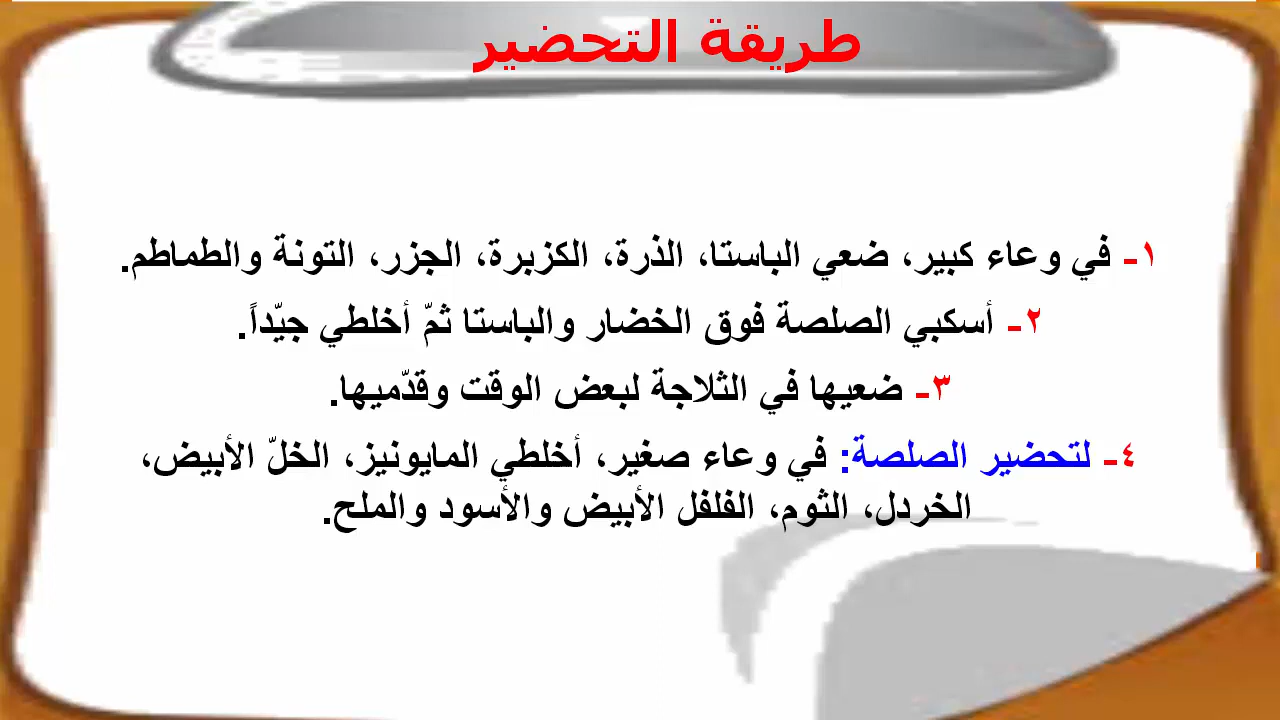 طريقة التحضير
١- في وعاء كبير، ضعي الباستا، الذرة، الكزبرة، الجزر، التونة والطماطم.
٢- أسكبي الصلصة فوق الخضار والباستا ثمّ أخلطي جيّداً.
٣- ضعيها في الثلاجة لبعض الوقت وقدّميها.
٤- لتحضير الصلصة: في وعاء صغير، أخلطي المايونيز، الخلّ الأبيض،
الخردل، الثوم، الفلفل الأبيض والأسود والملح.